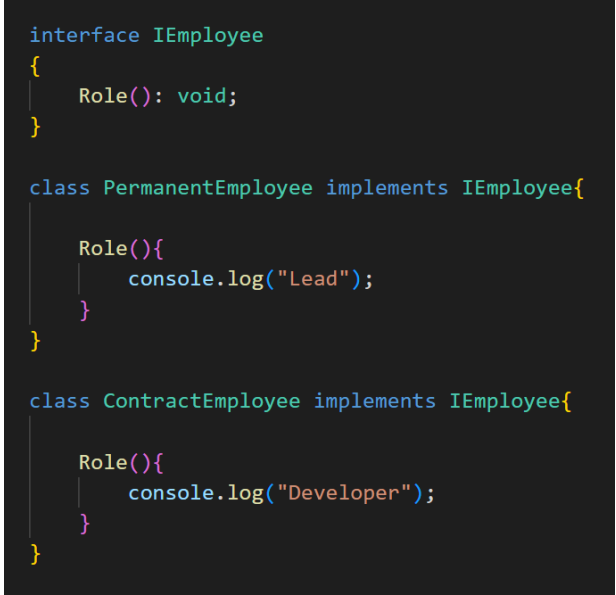 interface IEmployee
{
    Role(): void;
}
class PermanentEmployee implements IEmployee{
    Role(){
        console.log("Lead");
    }
}
class ContractEmployee implements IEmployee{
    Role(){
        console.log("Developer");
    }
}